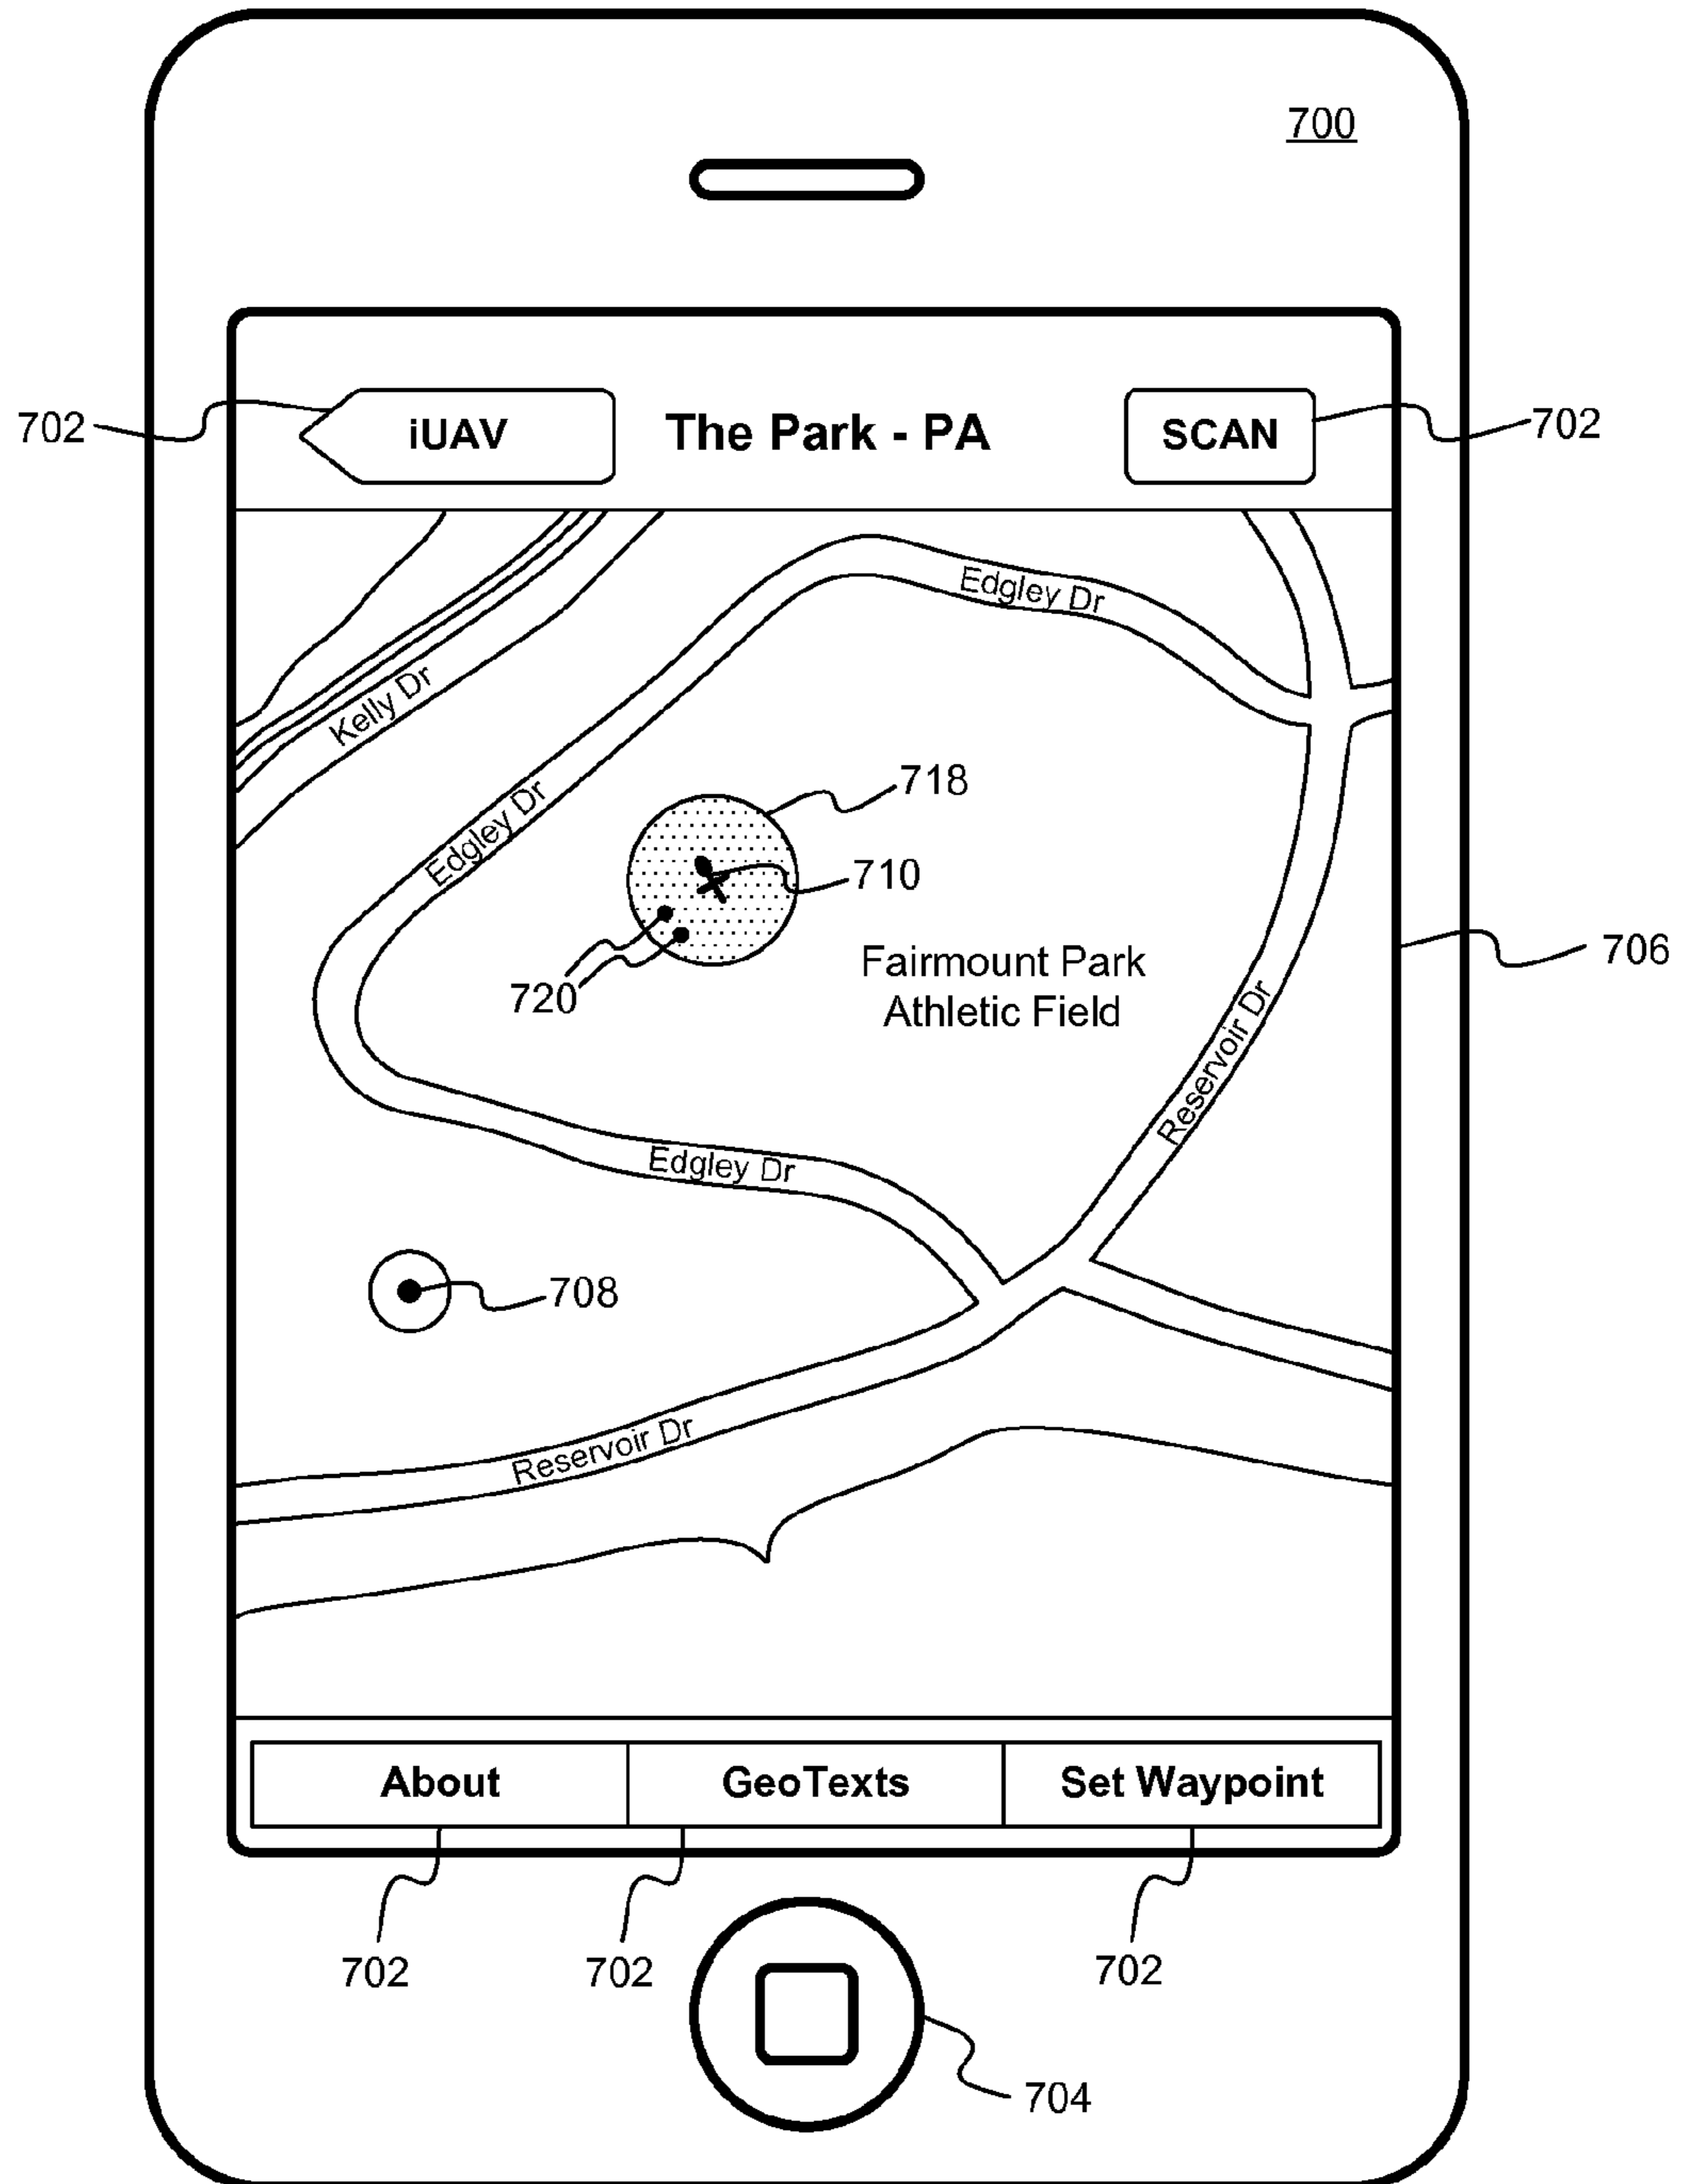 700
702
iUAV
The Park - PA
SCAN
702
Edgley Dr
Kelly Dr
718
Edgley Dr
710
706
Fairmount Park
Athletic Field
720
Reservoir Dr
Edgley Dr
708
Reservoir Dr
About
GeoTexts
Set Waypoint
702
702
702
704